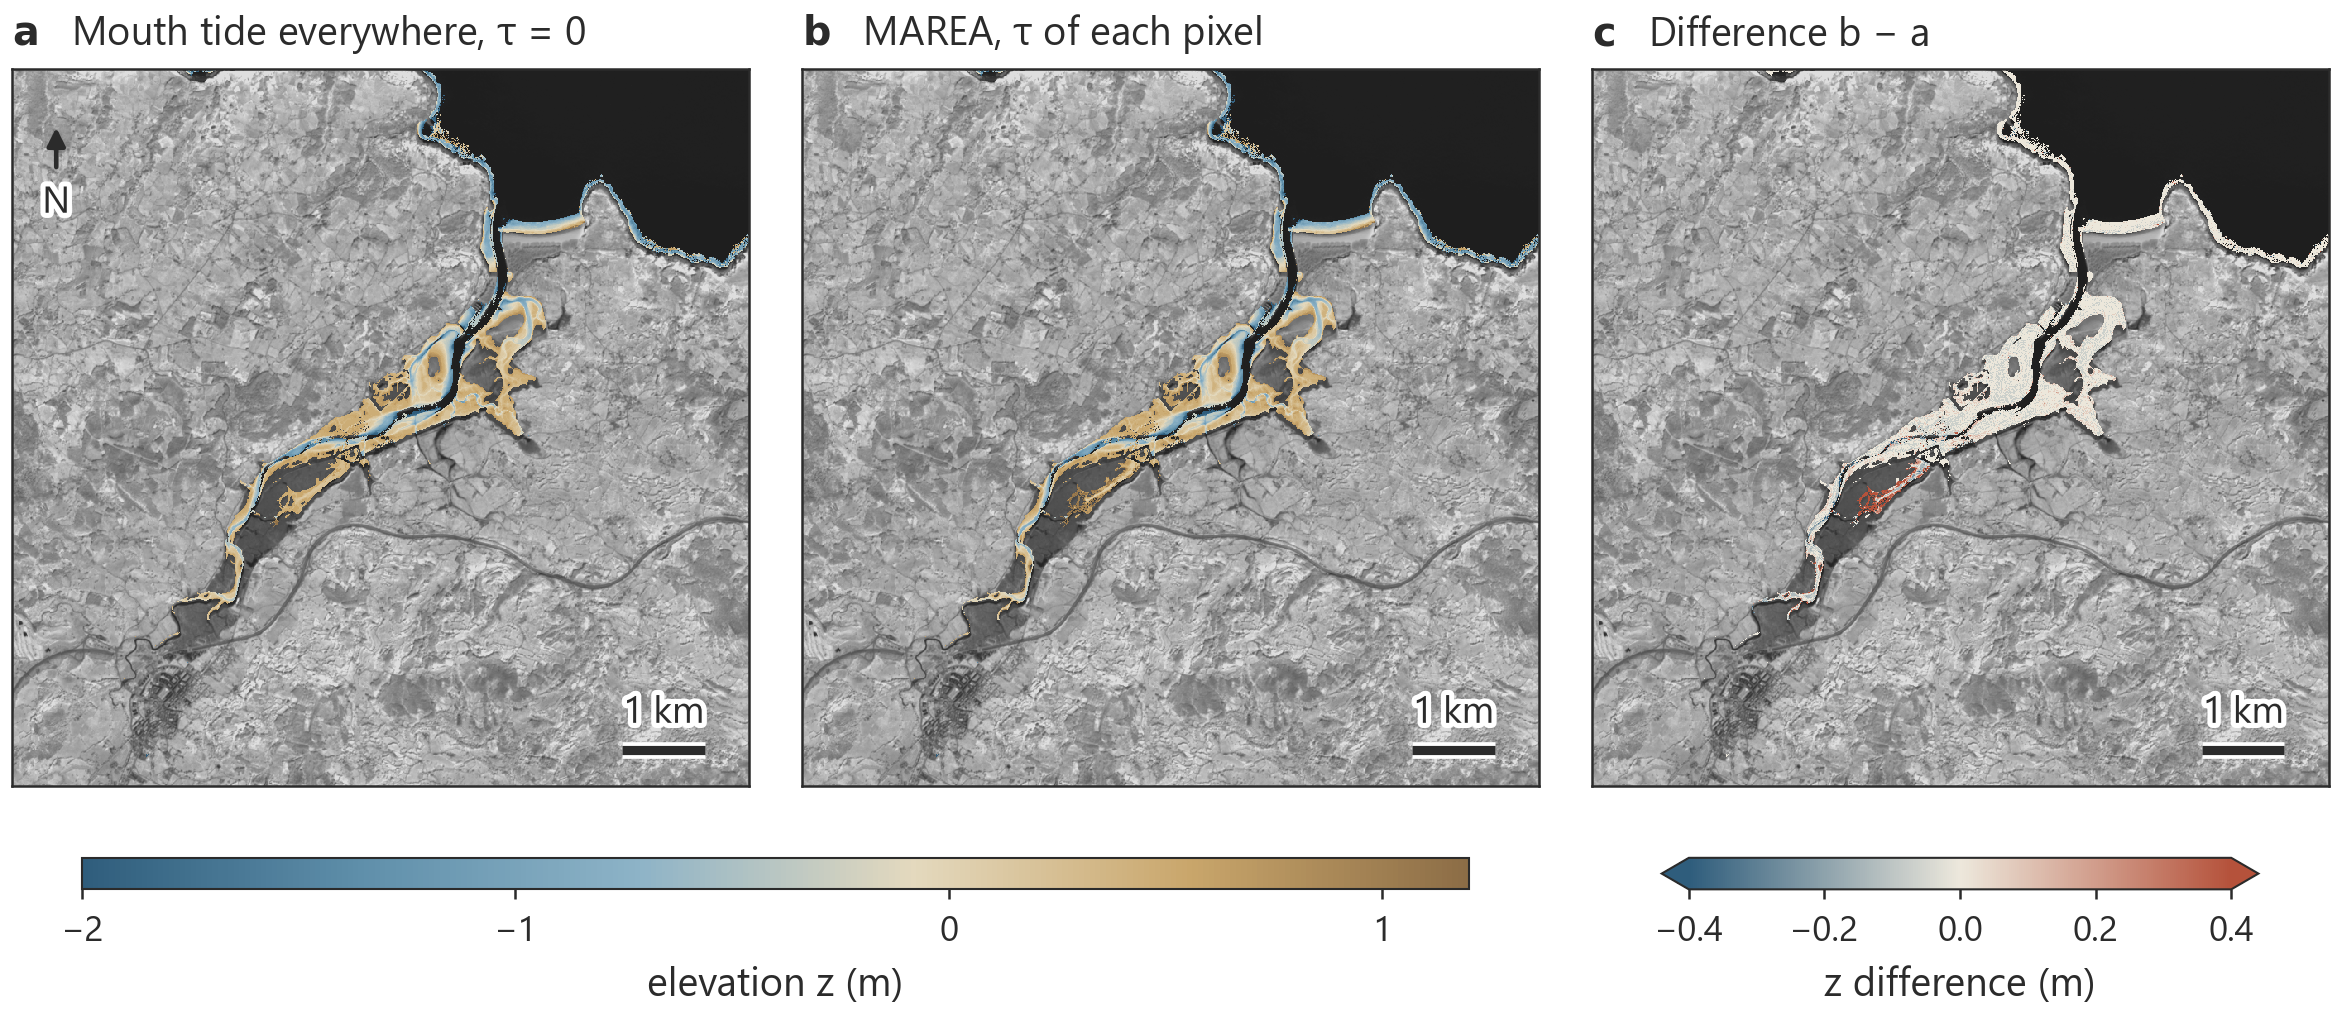 a Mouth tide everywhere, τ = 0
b MAREA, τ of each pixel
c Difference b − a
N
1 km
1 km
1 km
−2
−1
0
1
elevation z (m)
−0.4
−0.2
0.0
0.2
0.4
z difference (m)